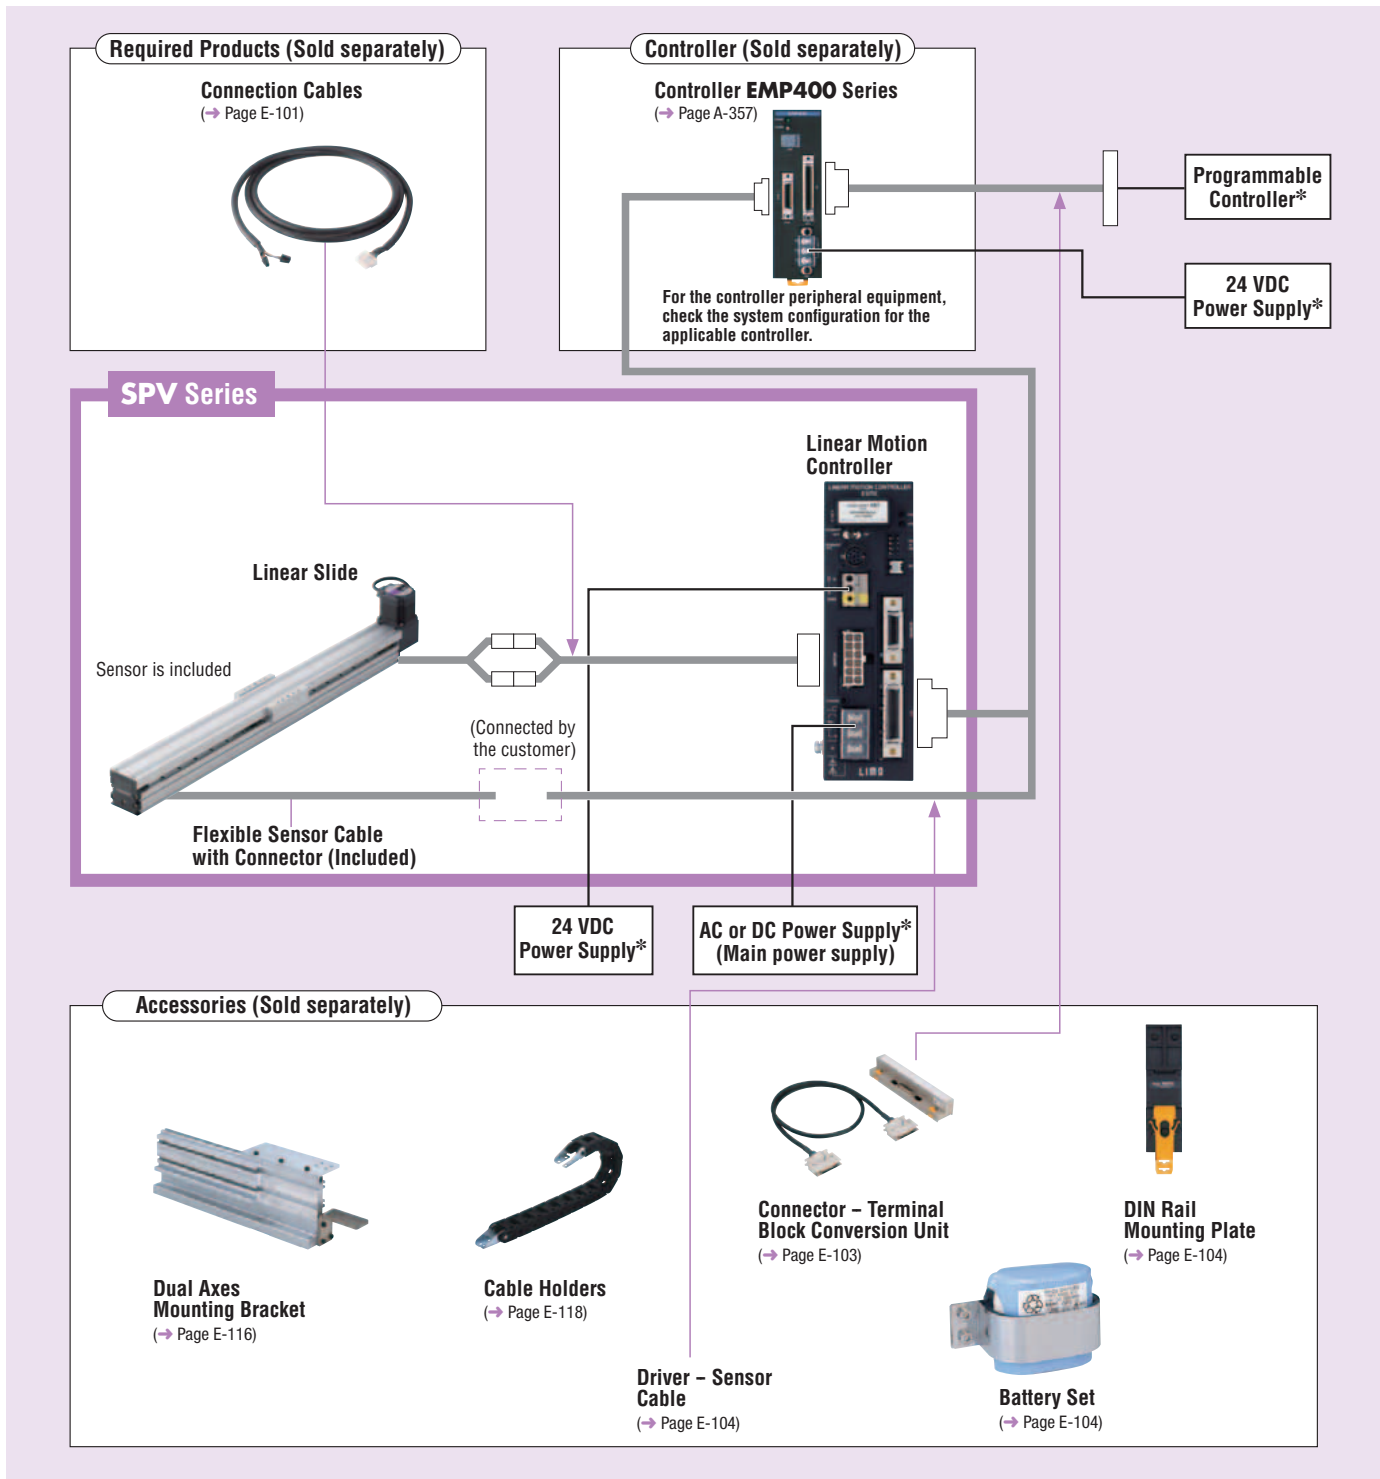 Required Products (Sold separately)
Connection Cables
(→ Page E-101)
Controller (Sold separately)
Controller EMP400 Series
(→ Page A-357)
For the controller peripheral equipment,
check the system configuration for the
applicable controller.
Programmable
Controller*
24 VDC
Power Supply*
SPV Series
Linear Motion
Controller
LINEAR MOTION CONTROLLER
LIMO
Linear Slide
Sensor is included
(Connected by
the customer)
Flexible Sensor Cable
with Connector (Included)
24 VDC
Power Supply*
AC or DC Power Supply*
(Main power supply)
Accessories (Sold separately)
Dual Axes
Mounting Bracket
(→ Page E-116)
Cable Holders
(→ Page E-118)
Driver – Sensor
Cable
(→ Page E-104)
Connector – Terminal
Block Conversion Unit
(→ Page E-103)
DIN Rail
Mounting Plate
(→ Page E-104)
Battery Set
(→ Page E-104)